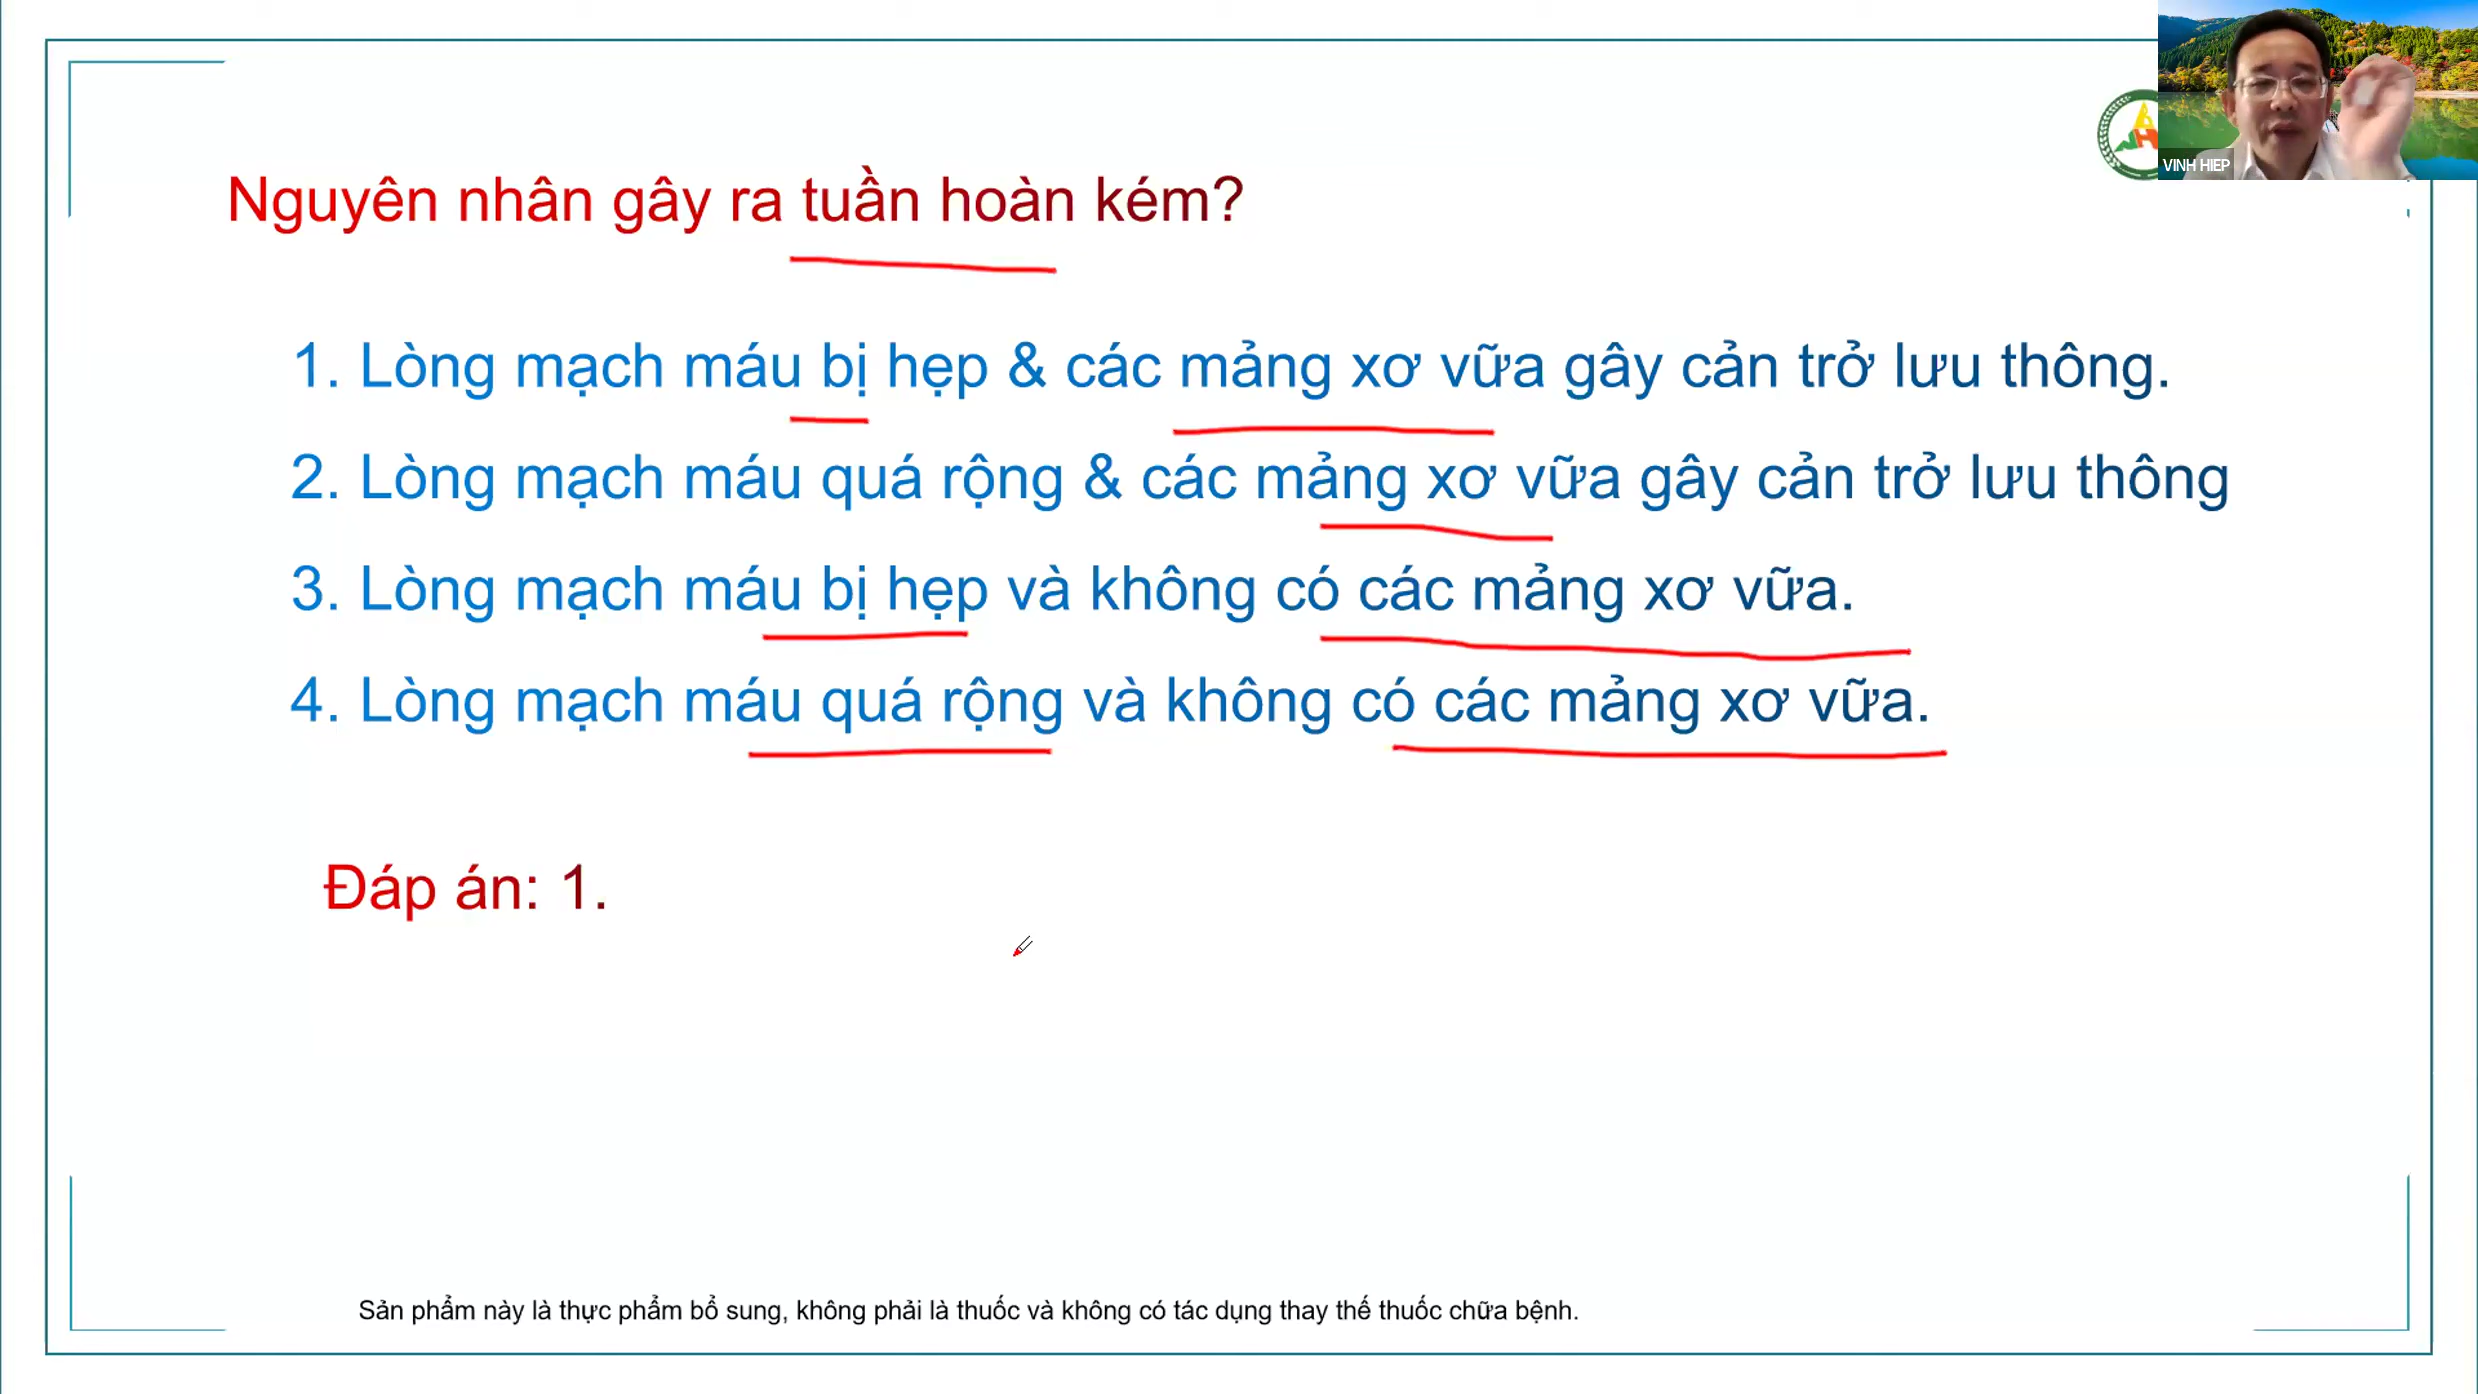 Nguyên nhân gây ra tuần hoàn kém?
1. Lòng mạch máu bị hẹp & các mảng xơ vữa gây cản trở lưu thông.
2. Lòng mạch máu quá rộng & các mảng xơ vữa gây cản trở lưu thông
3. Lòng mạch máu bị hẹp và không có các mảng xơ vữa.
4. Lòng mạch máu quá rộng và không có các mảng xơ vữa.
Đáp án: 1.
Sản phẩm này là thực phẩm bổ sung, không phải là thuốc và không có tác dụng thay thế thuốc chữa bệnh.
VINH HIEP